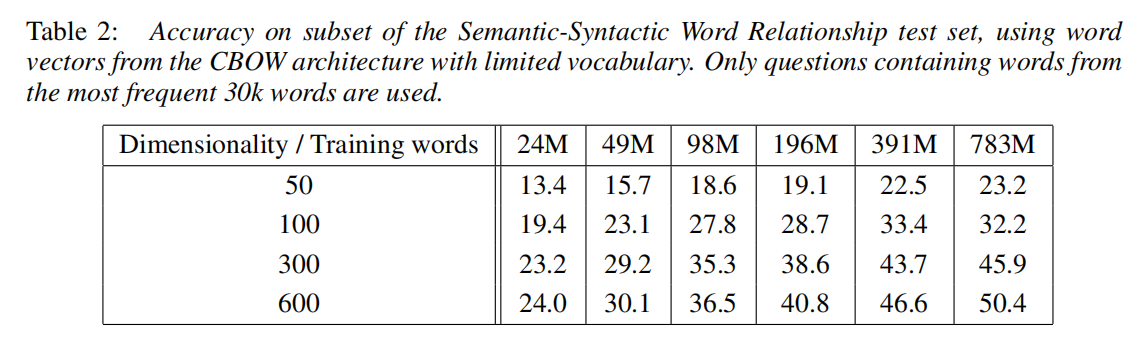 Table 2: Accuracy on subset of the Semantic-Syntactic Word Relationship test set, using word
vectors from the CBOW architecture with limited vocabulary. Only questions containing words from
the most frequent 30k words are used.
Dimensionality / Training words 24M 49M 98M 196M 391M 783M
50 13.4 15.7 18.6 19.1 22.5 23.2
100 19.4 23.1 27.8 28.7 33.4 32.2
300 23.2 29.2 35.3 38.6 43.7 45.9
600 24.0 30.1 36.5 40.8 46.6 50.4